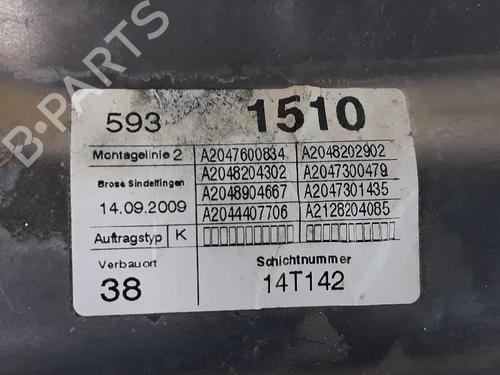 B-PARTS
593 1510
Montagelinie 2 A2047600834 A2048202902
A2048204302 A2047300479
Brose Sindelfingen
A2048904667 A2047301435
14.09.2009
A2044407706 A2128204085
Auftragstyp K
Verbauort Schichtnummer
38 14T142